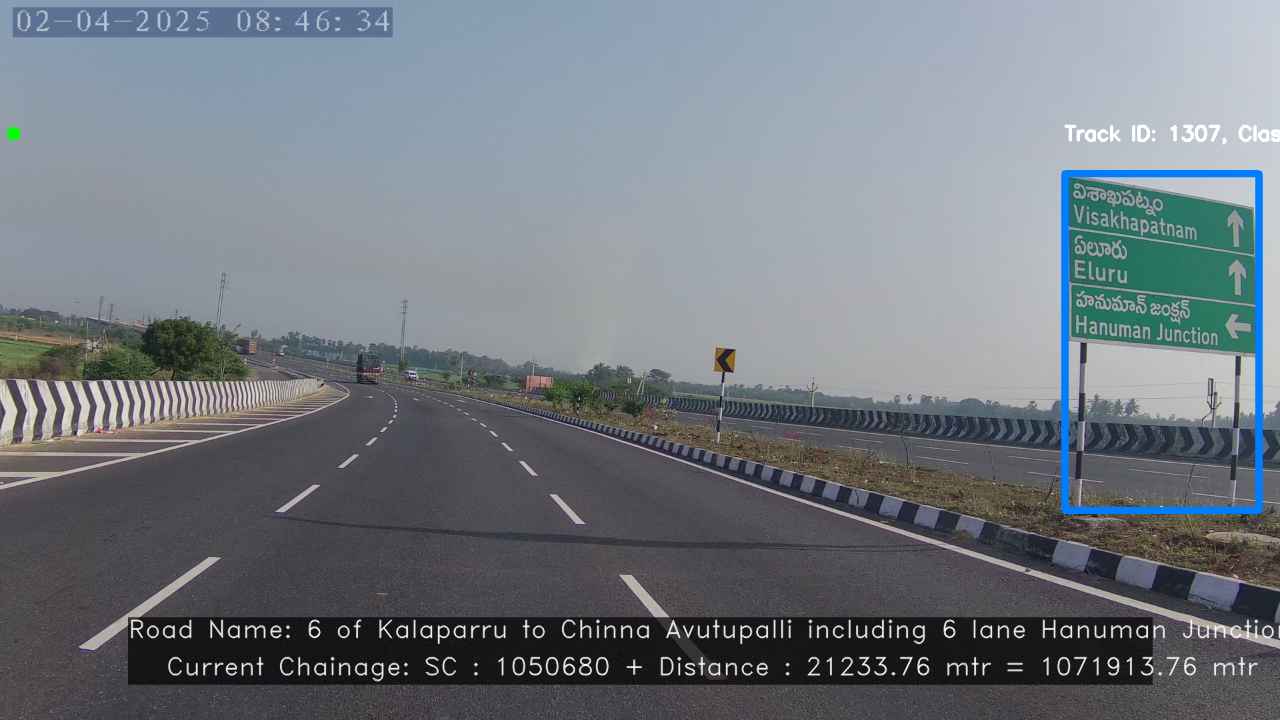 02-04-2025 08:46:34
Track ID: 1307, Clas
విశాఖపట్నం
Visakhapatnam
ఏలూరు
Eluru
హనుమాన్ జంక్షన్
Hanuman Junction
Road Name: 6 of Kalaparru to Chinna Avutupalli including 6 lane Hanuman Junctio
Current Chainage: SC : 1050680 + Distance : 21233.76 mtr = 1071913.76 mtr